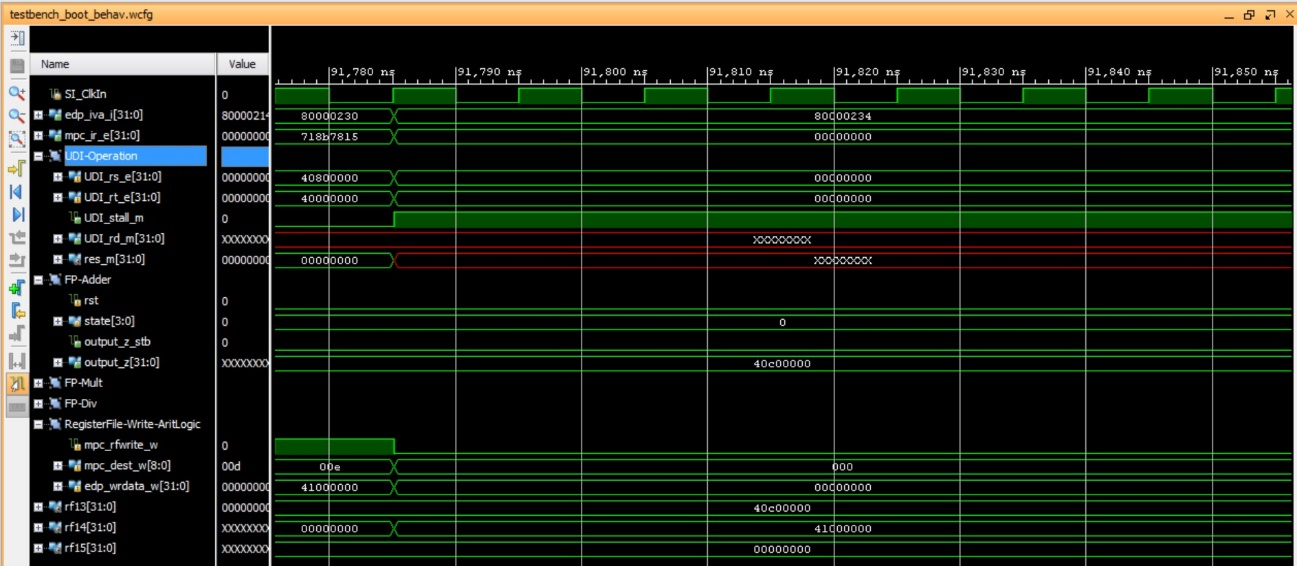 testbench_boot_behav.wcfg
Name Value
91,780 ns 91,790 ns 91,800 ns 91,810 ns 91,820 ns 91,830 ns 91,840 ns 91,850 ns
SI_ClkIn 0
edp_iva_i[31:0] 80000214 80000230 80000234
mpc_ir_e[31:0] 00000000 718b7815 00000000
UDI-Operation
UDI_rs_e[31:0] 00000000 40800000 00000000
UDI_rt_e[31:0] 00000000 40000000 00000000
UDI_stall_m 0
UDI_rd_m[31:0] XXXXXXXX XXXXXXXX
res_m[31:0] 00000000 00000000 XXXXXXXX
FP-Adder
rst 0
state[3:0] 0 0
output_z_stb 0
output_z[31:0] XXXXXXXX 40c00000
FP-Mult
FP-Div
RegisterFile-Write-AritLogic
mpc_rfwrite_w 0
mpc_dest_w[8:0] 00d 00e 000
edp_wrdata_w[31:0] 00000000 41000000 00000000
rf13[31:0] 00000000 40c00000
rf14[31:0] XXXXXXXX 00000000 41000000
rf15[31:0] XXXXXXXX 00000000